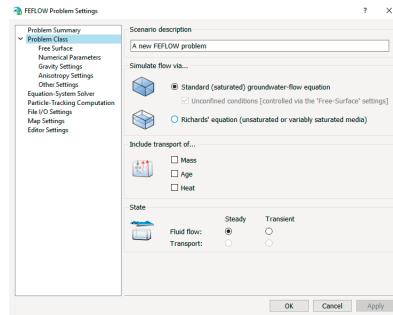 FEFLOW Problem Settings
? ×
Problem Summary
Problem Class
Free Surface
Numerical Parameters
Gravity Settings
Anisotropy Settings
Other Settings
Equation-System Solver
Particle-Tracking Computation
File I/O Settings
Map Settings
Editor Settings
Scenario description
A new FEFLOW problem
Simulate flow via...
Standard (saturated) groundwater-flow equation
Unconfined conditions [controlled via the 'Free-Surface' settings]
Richards' equation (unsaturated or variably saturated media)
Include transport of...
Mass
Age
Heat
State
Steady Transient
Fluid flow:
Transport:
OK Cancel Apply